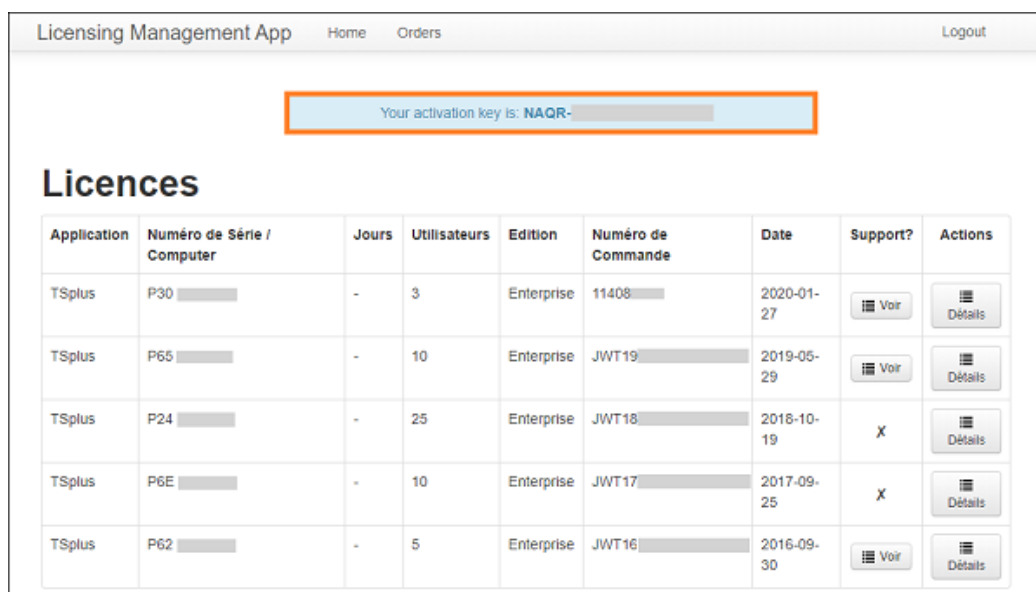 Licensing Management App Home Orders Logout
Your activation key is: NAQR-
Licences
Application Numéro de Série / Jours Utilisateurs Edition Numéro de Date Support? Actions
Computer Commande
TSplus P30 - 3 Enterprise 11408 2020-01- Voir
27 Détails
TSplus P65 - 10 Enterprise JWT19 2019-05- Voir
29 Détails
TSplus P24 - 25 Enterprise JWT18 2018-10- X
19 Détails
TSplus P6E - 10 Enterprise JWT17 2017-09- X
25 Détails
TSplus P62 - 5 Enterprise JWT16 2016-09- Voir
30 Détails